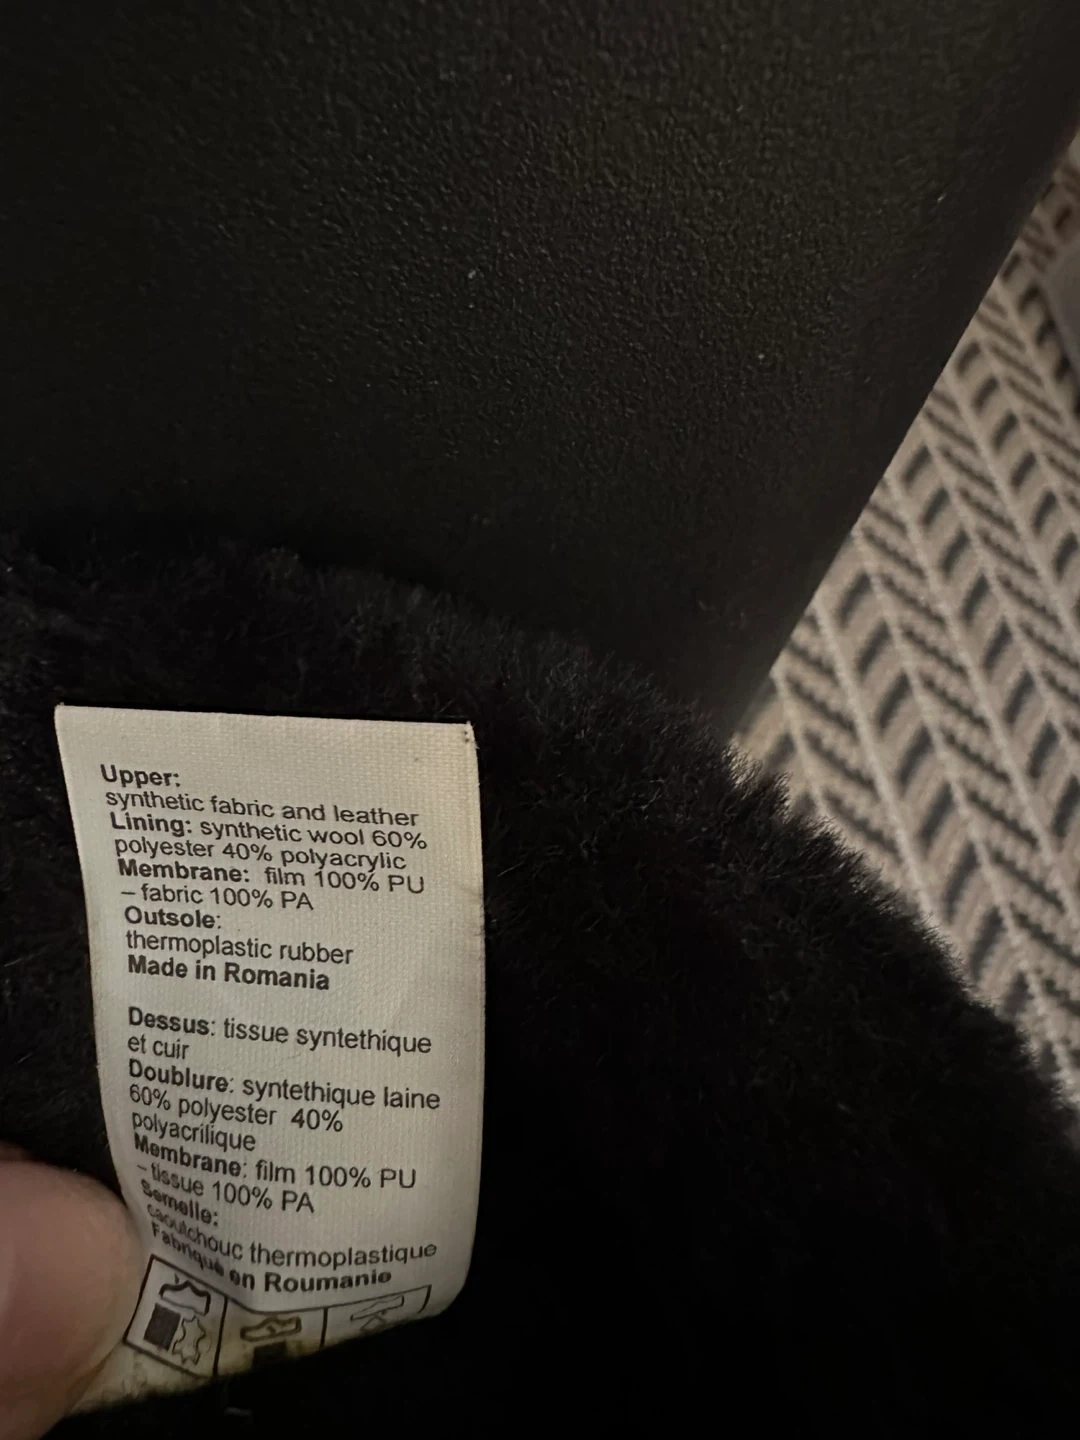 Upper:
synthetic fabric and leather
Lining: synthetic wool 60%
polyester 40% polyacrylic
Membrane: film 100% PU
– fabric 100% PA
Outsole:
thermoplastic rubber
Made in Romania
Dessus: tissue syntethique
et cuir
Doublure: syntethique laine
60% polyester 40%
polyacrilique
Membrane: film 100% PU
– tissue 100% PA
Semelle:
caoutchouc thermoplastique
Fabriqué en Roumanie